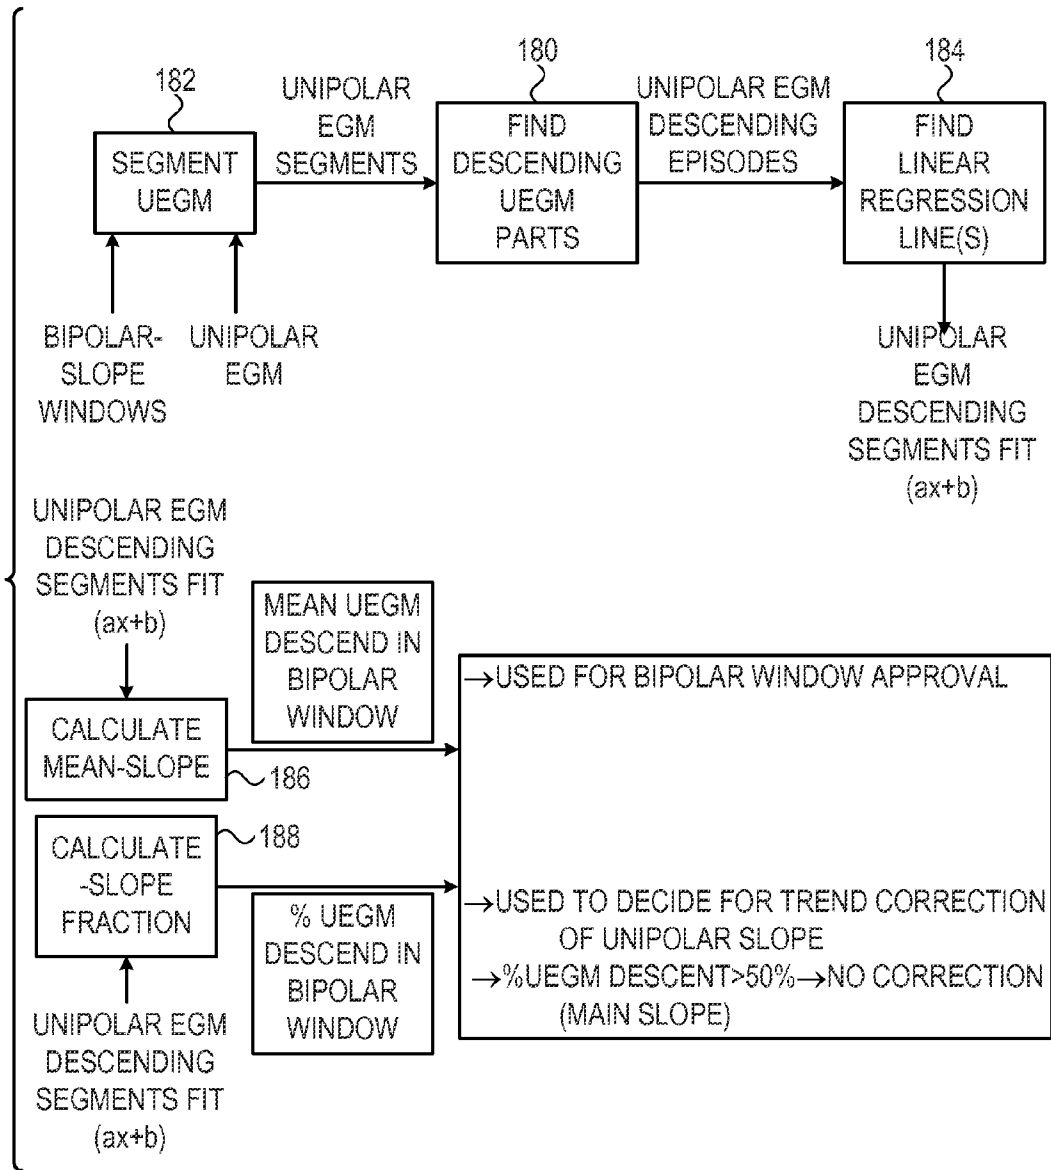 182
SEGMENT
UEGM
UNIPOLAR
EGM
SEGMENTS
180
FIND
DESCENDING
UEGM
PARTS
UNIPOLAR EGM
DESCENDING
EPISODES
184
FIND
LINEAR
REGRESSION
LINE(S)
BIPOLAR-
SLOPE
WINDOWS
UNIPOLAR
EGM
UNIPOLAR
EGM
DESCENDING
SEGMENTS FIT
(ax+b)
UNIPOLAR EGM
DESCENDING
SEGMENTS FIT
(ax+b)
CALCULATE
MEAN-SLOPE
186
MEAN UEGM
DESCEND IN
BIPOLAR
WINDOW
→USED FOR BIPOLAR WINDOW APPROVAL
CALCULATE
-SLOPE
FRACTION
188
% UEGM
DESCEND IN
BIPOLAR
WINDOW
→USED TO DECIDE FOR TREND CORRECTION
OF UNIPOLAR SLOPE
→%UEGM DESCENT>50%→NO CORRECTION
(MAIN SLOPE)
UNIPOLAR EGM
DESCENDING
SEGMENTS FIT
(ax+b)